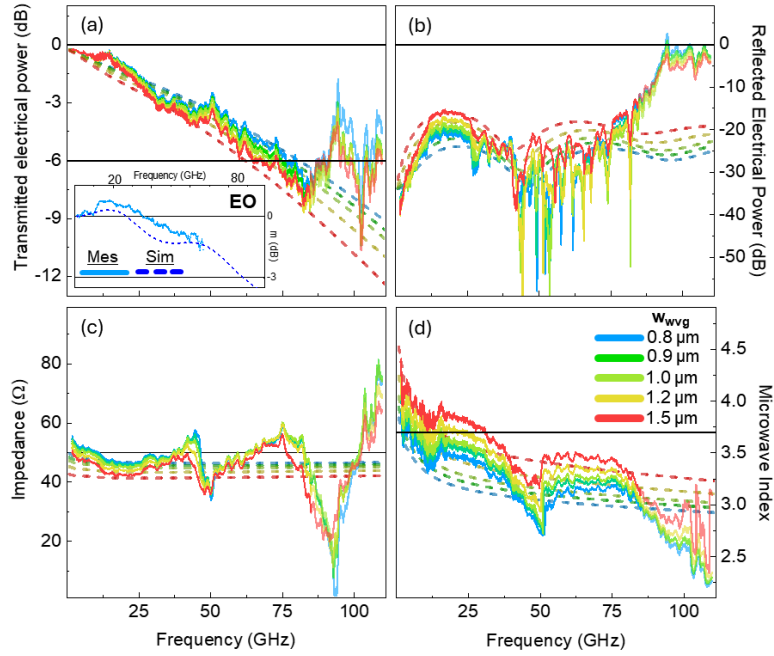 (a)
0
-3
-6
-9
-12
Transmitted electrical power (dB)
Frequency (GHz)
20
80
EO
0
-3
m (dB)
Mes
Sim
(b)
0
-10
-20
-30
-40
-50
Reflected Electrical Power (dB)
(c)
80
60
40
20
0
Impedance (Ω)
25
50
75
100
Frequency (GHz)
(d)
w_wvg
0.8 µm
0.9 µm
1.0 µm
1.2 µm
1.5 µm
4.5
4.0
3.5
3.0
2.5
Microwave Index
25
50
75
100
Frequency (GHz)